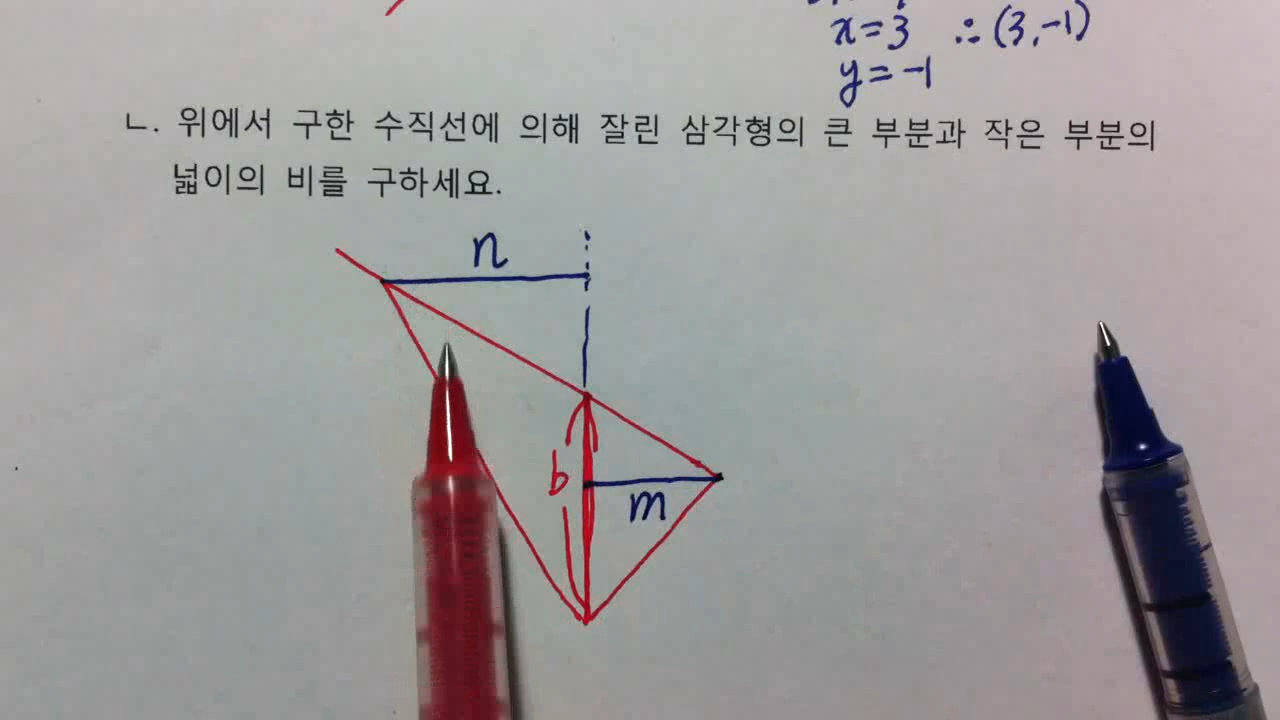 x=3 ∴(3,-1)
y=-1
ㄴ. 위에서 구한 수직선에 의해 잘린 삼각형의 큰 부분과 작은 부분의
넓이의 비를 구하세요.
n
b
m